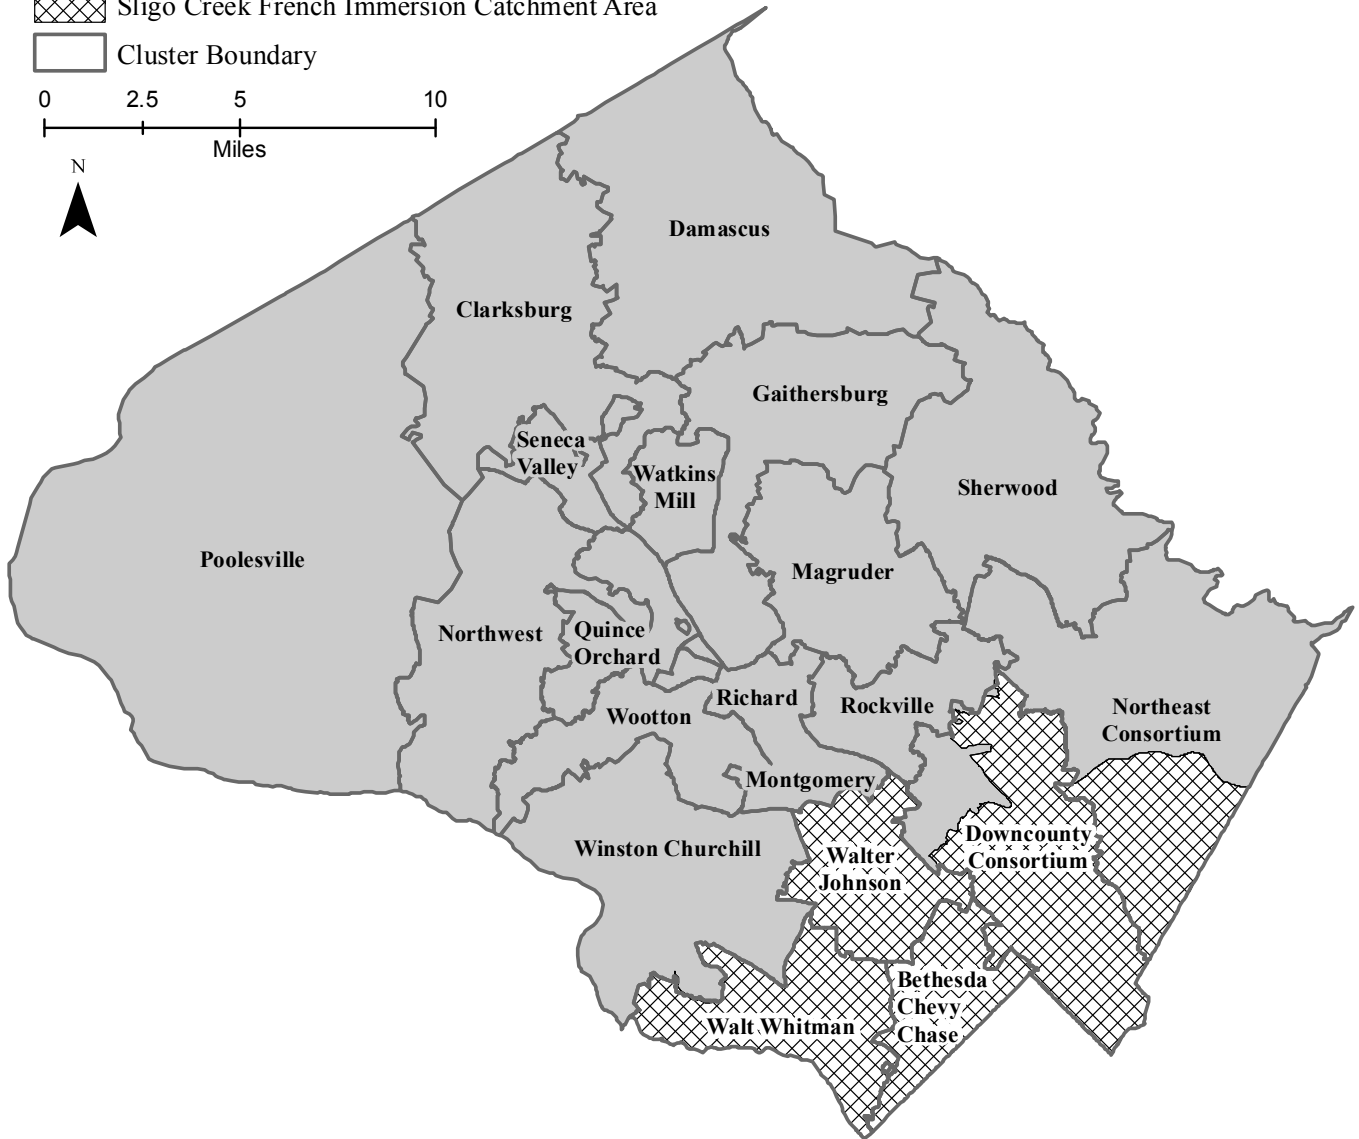 Sligo Creek French Immersion Catchment Area
Cluster Boundary
0 2.5 5 10
Miles
N
Damascus
Clarksburg
Gaithersburg
Seneca
Valley
Watkins
Mill
Sherwood
Poolesville
Magruder
Northwest
Quince
Orchard
Richard
Rockville
Wootton
Northeast
Consortium
Montgomery
Downcounty
Consortium
Winston Churchill
Walter
Johnson
Bethesda
Chevy
Chase
Walt Whitman